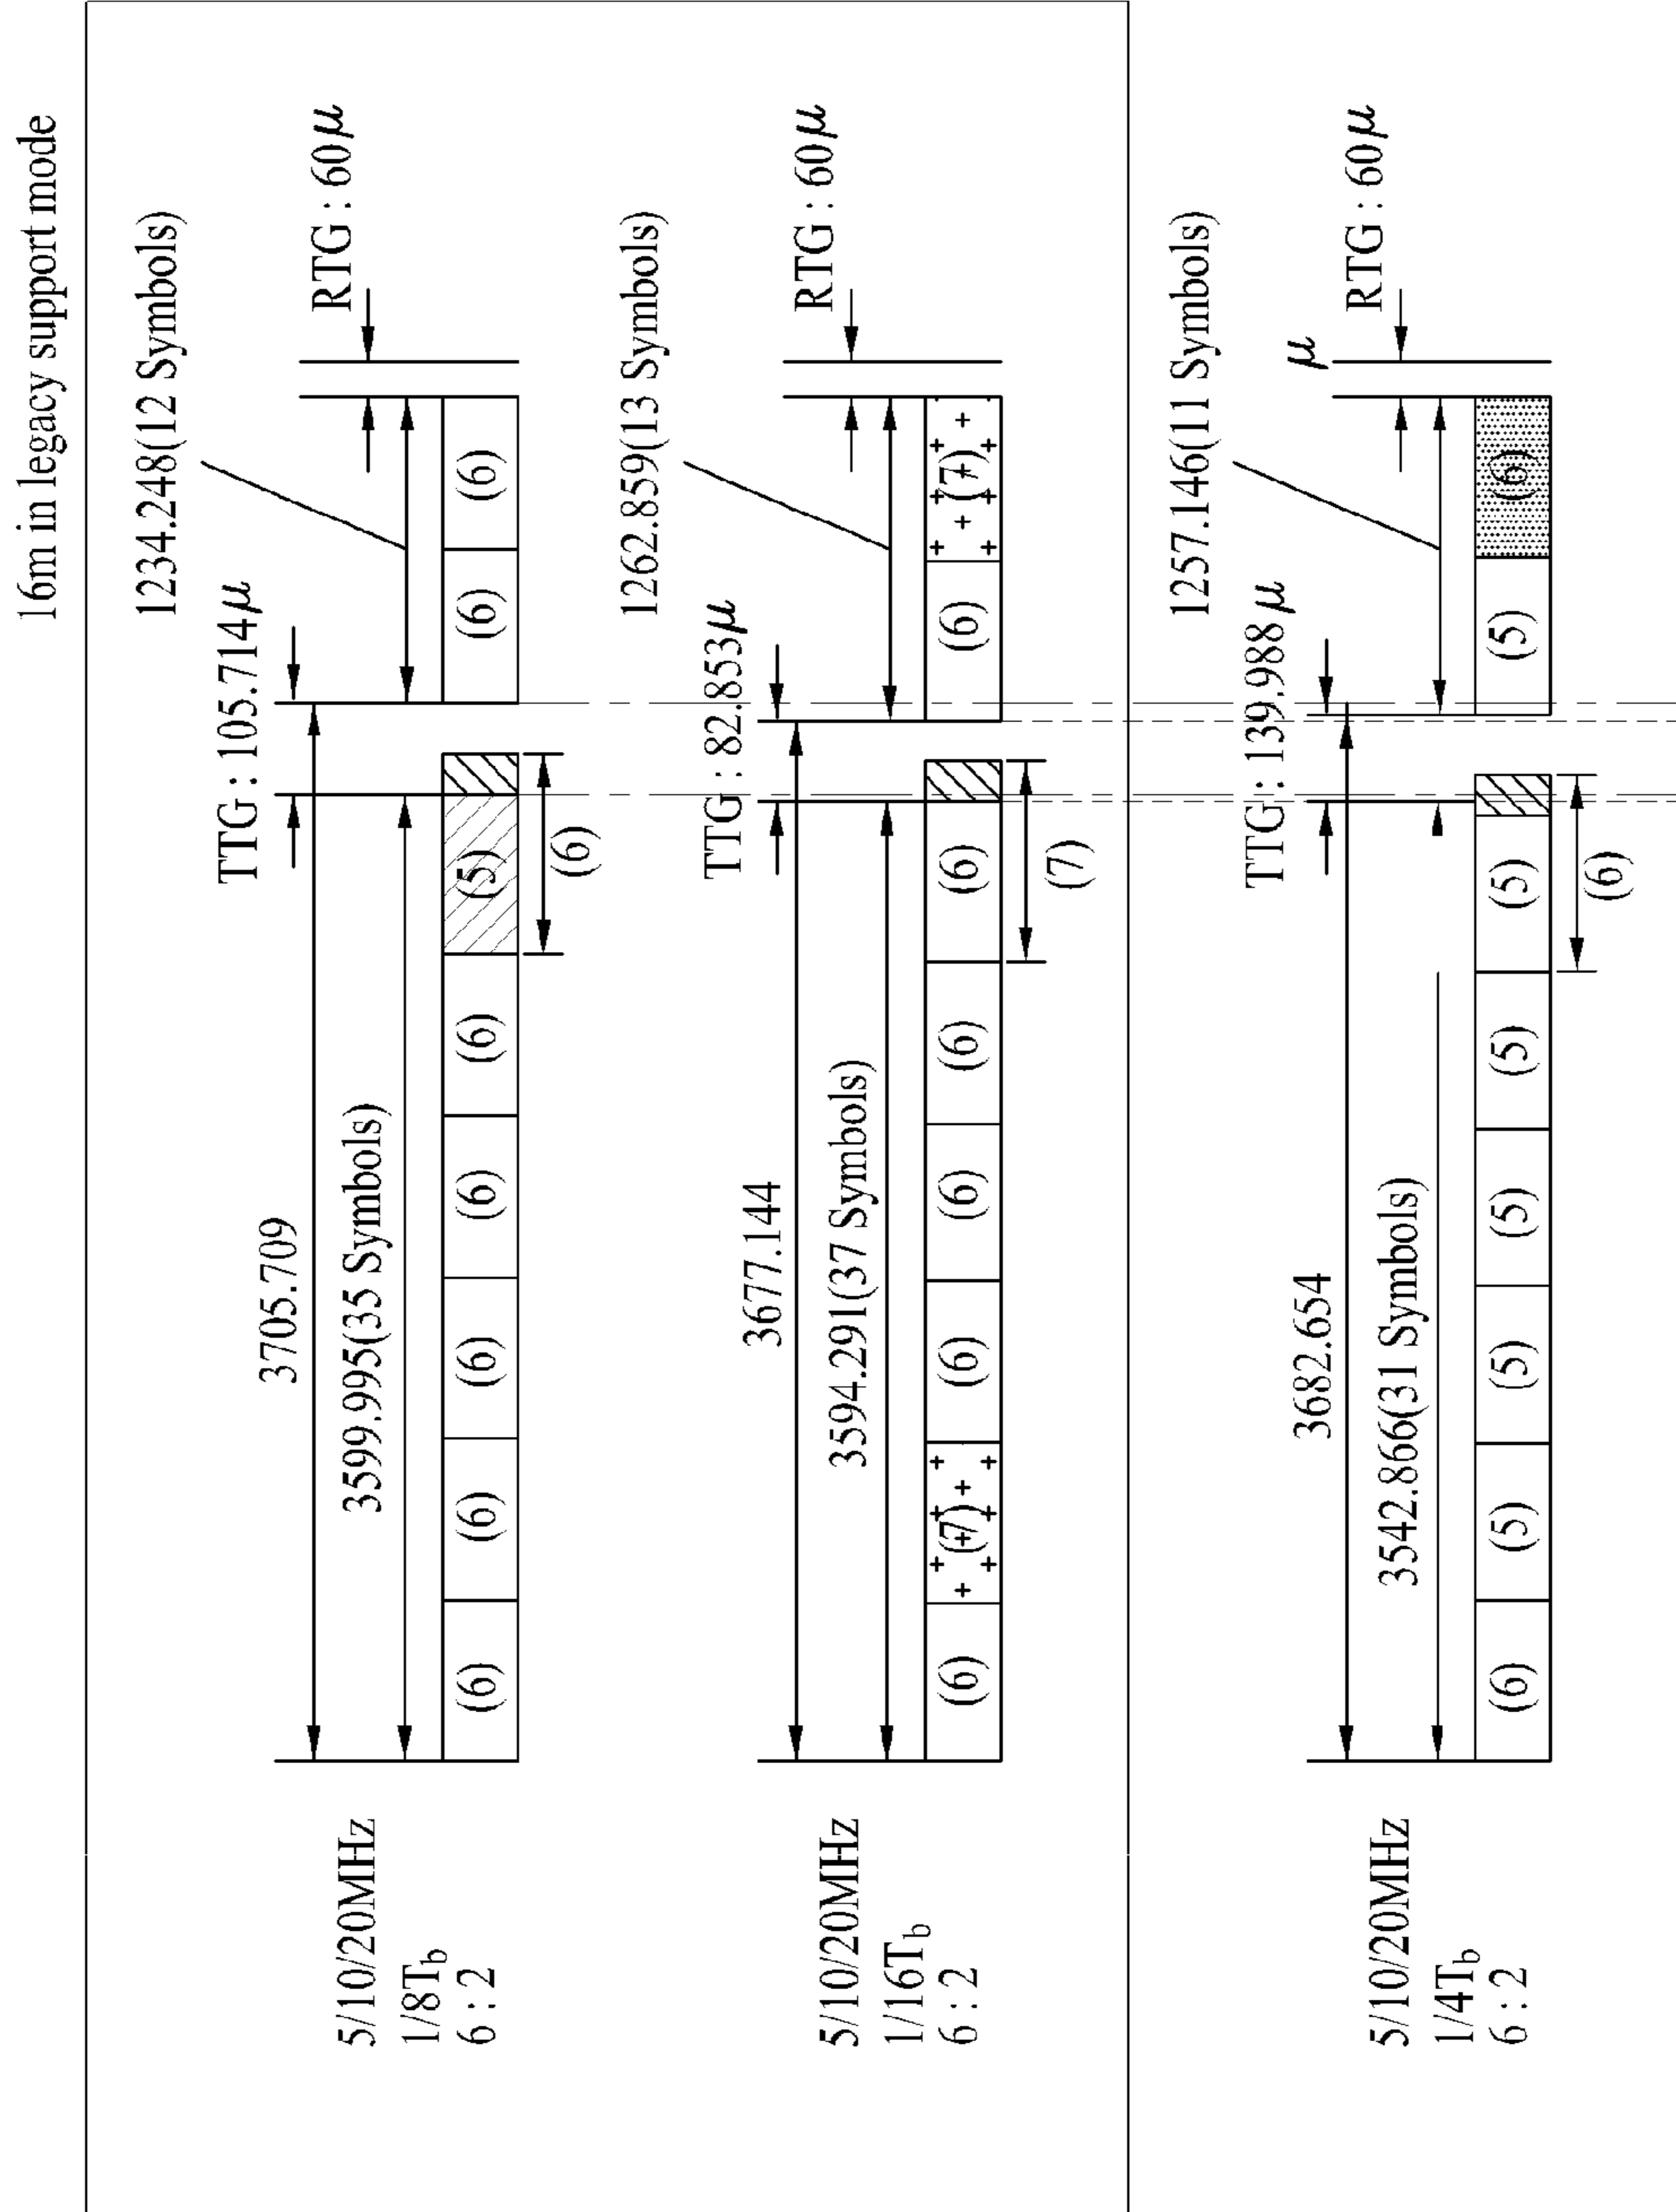 16m in legacy support mode
5/10/20MHz
1/8Tb
6 : 2
3705.709
3599.995(35 Symbols)
TTG : 105.714μ
1234.248(12 Symbols)
RTG : 60μ
(6)
(6)
(6)
(6)
(6)
(5)
(6)
(6)
(6)
5/10/20MHz
1/16Tb
6 : 2
3677.144
3594.291(37 Symbols)
TTG : 82.853μ
1262.859(13 Symbols)
RTG : 60μ
(6)
(7)
(6)
(6)
(6)
(6)
(7)
(6)
(7)
5/10/20MHz
1/4Tb
6 : 2
3682.654
3542.866(31 Symbols)
TTG : 139.988μ
1257.146(11 Symbols)
μ
RTG : 60μ
(6)
(5)
(5)
(5)
(5)
(5)
(6)
(5)
(6)